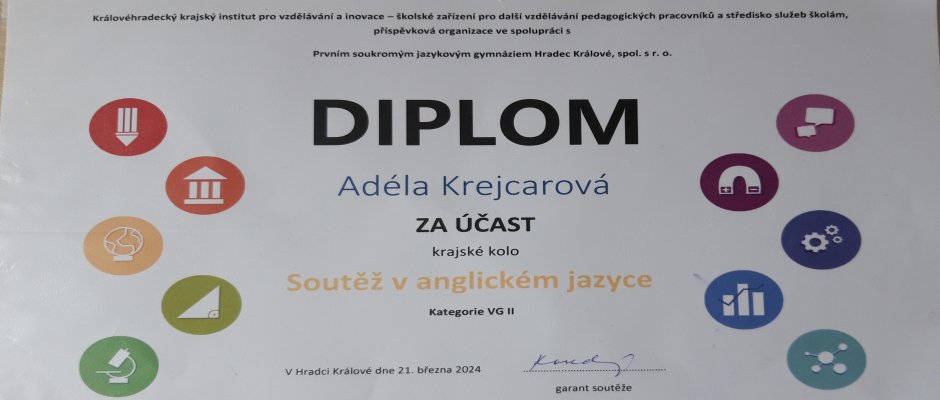 Královéhradecký krajský institut pro vzdělávání a inovace – školské zařízení pro další vzdělávání pedagogických pracovníků a středisko služeb školám,
příspěvková organizace ve spolupráci s
Prvním soukromým jazykovým gymnáziem Hradec Králové, spol. s r. o.
DIPLOM
Adéla Krejcarová
ZA ÚČAST
krajské kolo
Soutěž v anglickém jazyce
Kategorie VG II
V Hradci Králové dne 21. března 2024
garant soutěže